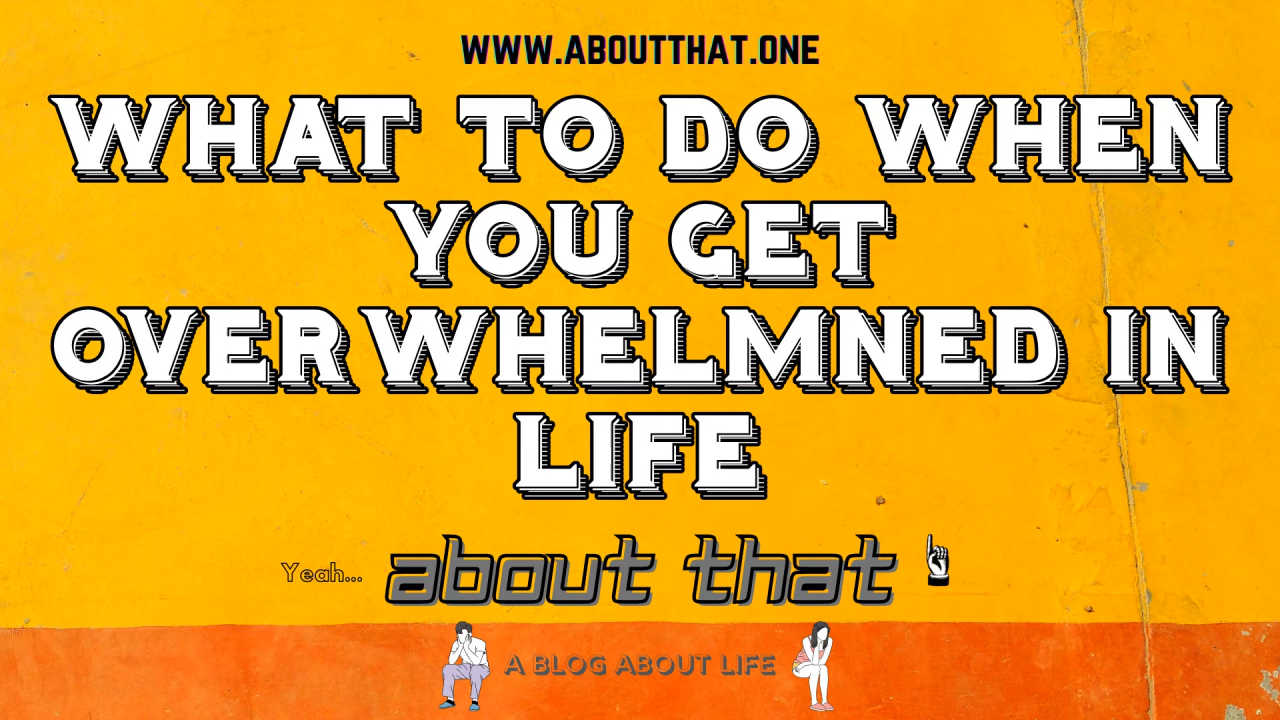 WWW.ABOUTTHAT.ONE
WHAT TO DO WHEN
YOU GET
OVERWHELMNED IN
LIFE
Yeah... about that
A BLOG ABOUT LIFE